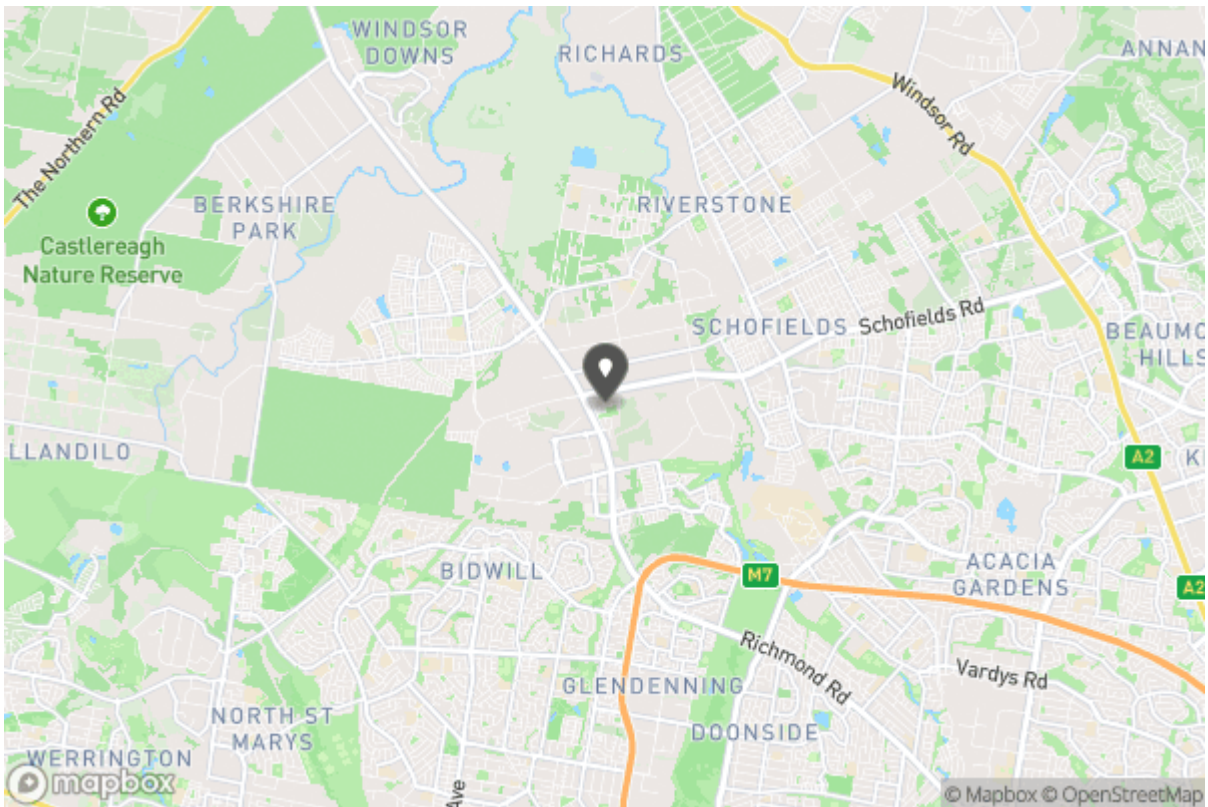 WINDSOR
DOWNS
RICHARDS
ANNAN
The Northern Rd
Windsor Rd
BERKSHIRE
PARK
RIVERSTONE
Castlereagh
Nature Reserve
SCHOFIELDS
Schofields Rd
BEAUMO
HILLS
LLANDILO
A2
K
BIDWILL
M7
ACACIA
GARDENS
A2
Richmond Rd
Vardys Rd
GLENDENNING
NORTH ST
MARYS
DOONSIDE
WERRINGTON
Ave
mapbox
© Mapbox © OpenStreetMap